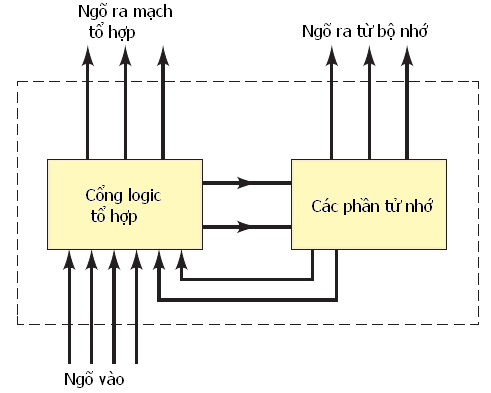 Ngõ ra mạch
tổ hợp
Ngõ ra từ bộ nhớ
Cổng logic
tổ hợp
Các phần tử nhớ
Ngõ vào